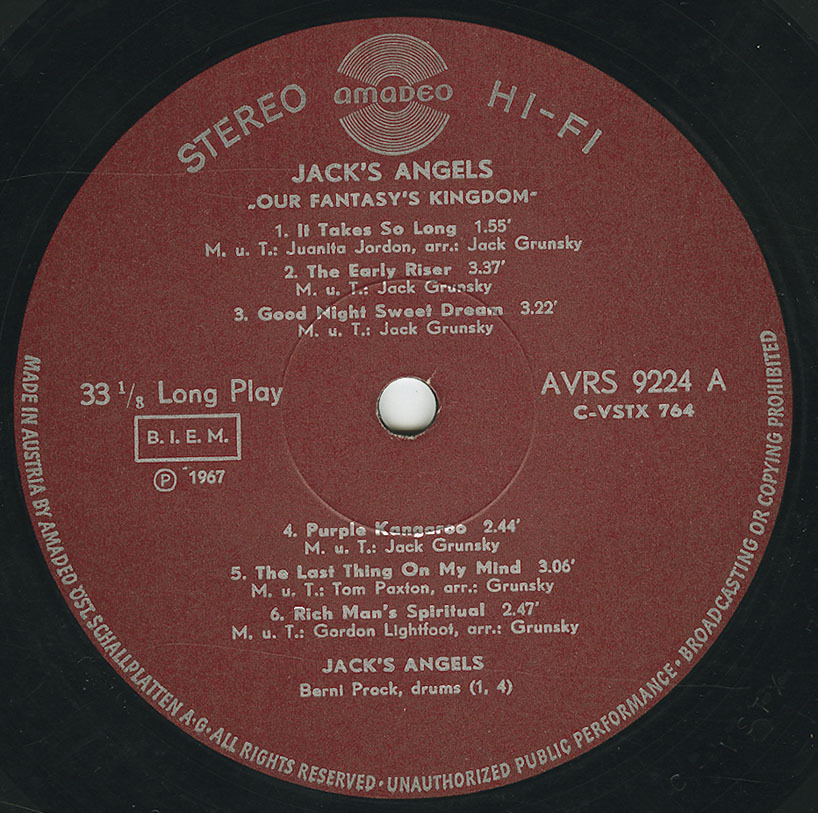 STEREO
amaDEO
HI-FI
JACK'S ANGELS
„OUR FANTASY'S KINGDOM"
1. It Takes So Long 1.55'
M. u. T.: Juanita Jordon, arr.: Jack Grunsky
2. The Early Riser 3.37'
M. u. T.: Jack Grunsky
3. Good Night Sweet Dream 3.22'
M. u. T.: Jack Grunsky
33 1/3 Long Play
B. I. E. M.
Ⓟ 1967
AVRS 9224 A
C-VSTX 764
4. Purple Kangaroo 2.44'
M. u. T.: Jack Grunsky
5. The Last Thing On My Mind 3.06'
M. u. T.: Tom Paxton, arr.: Grunsky
6. Rich Man's Spiritual 2.47'
M. u. T.: Gordon Lightfoot, arr.: Grunsky
JACK'S ANGELS
Berni Prock, drums (1, 4)
MADE IN AUSTRIA BY AMADEO ÖST. SCHALLPLATTEN A·G·ALL RIGHTS RESERVED·UNAUTHORIZED PUBLIC PERFORMANCE·BROADCASTING OR COPYING PROHIBITED